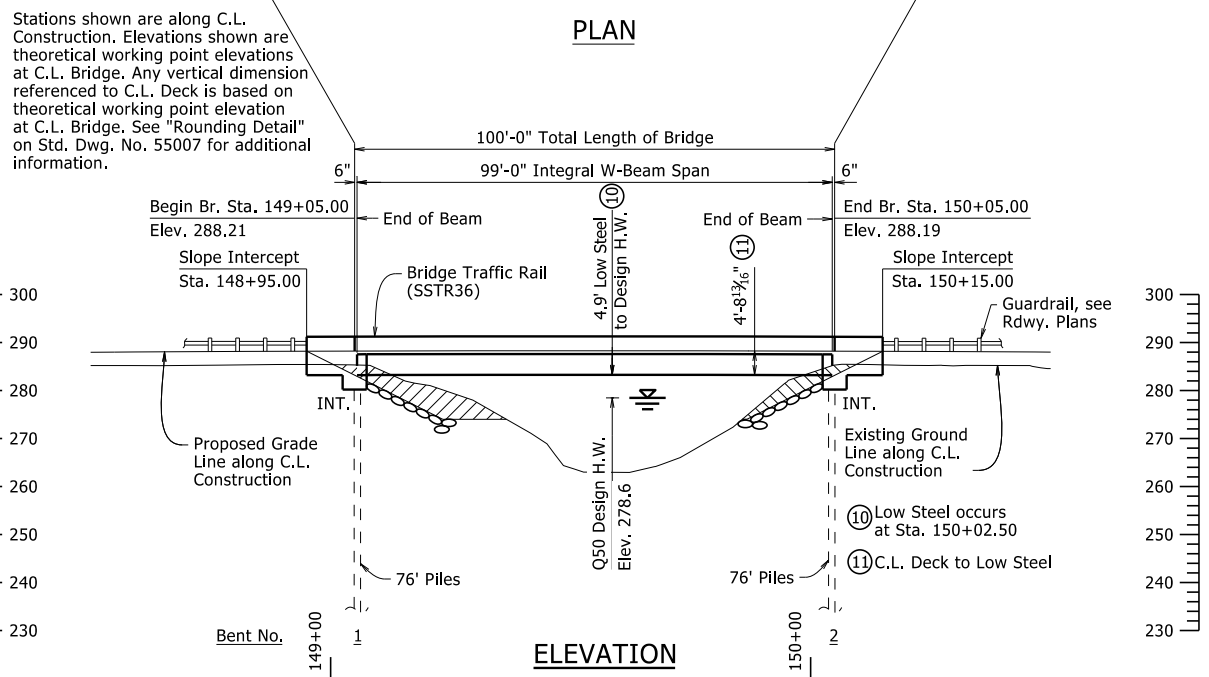 Stations shown are along C.L.
Construction. Elevations shown are
theoretical working point elevations
at C.L. Bridge. Any vertical dimension
referenced to C.L. Deck is based on
theoretical working point elevation
at C.L. Bridge. See "Rounding Detail"
on Std. Dwg. No. 55007 for additional
information.
PLAN
100'-0" Total Length of Bridge
6"
99'-0" Integral W-Beam Span
6"
Begin Br. Sta. 149+05.00
Elev. 288.21
End of Beam
End of Beam
End Br. Sta. 150+05.00
Elev. 288.19
Slope Intercept
Sta. 148+95.00
Bridge Traffic Rail
(SSTR36)
4.9' Low Steel
to Design H.W.
10
4'-8 13/16"
11
Slope Intercept
Sta. 150+15.00
Guardrail, see
Rdwy. Plans
300
290
280
270
260
250
240
230
300
290
280
270
260
250
240
230
INT.
INT.
Proposed Grade
Line along C.L.
Construction
Existing Ground
Line along C.L.
Construction
Q50 Design H.W.
Elev. 278.6
10 Low Steel occurs
at Sta. 150+02.50
11 C.L. Deck to Low Steel
76' Piles
76' Piles
Bent No.
149+00
1
150+00
2
ELEVATION